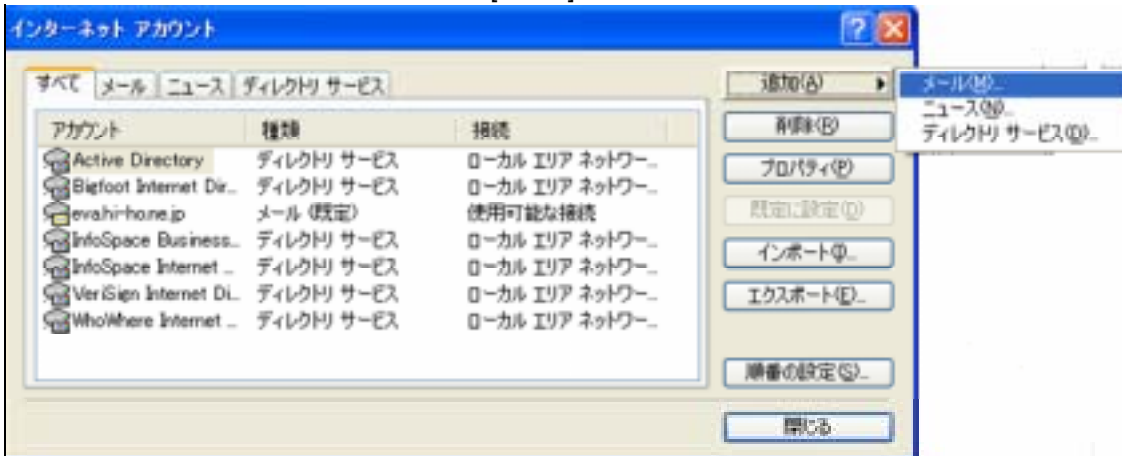 インターネット アカウント
すべて メール ニュース ディレクトリ サービス
アカウント 種類 接続
Active Directory ディレクトリ サービス ローカル エリア ネットワー...
Bigfoot Internet Dir... ディレクトリ サービス ローカル エリア ネットワー...
eva.hi-ho.ne.jp メール (既定) 使用可能な接続
InfoSpace Business... ディレクトリ サービス ローカル エリア ネットワー...
InfoSpace Internet ... ディレクトリ サービス ローカル エリア ネットワー...
VeriSign Internet Di... ディレクトリ サービス ローカル エリア ネットワー...
WhoWhere Internet ... ディレクトリ サービス ローカル エリア ネットワー...
追加(A)
メール(M)...
ニュース(N)...
ディレクトリ サービス(D)...
削除(R)
プロパティ(P)
既定に設定(D)
インポート(I)...
エクスポート(E)...
順番の設定(S)...
閉じる